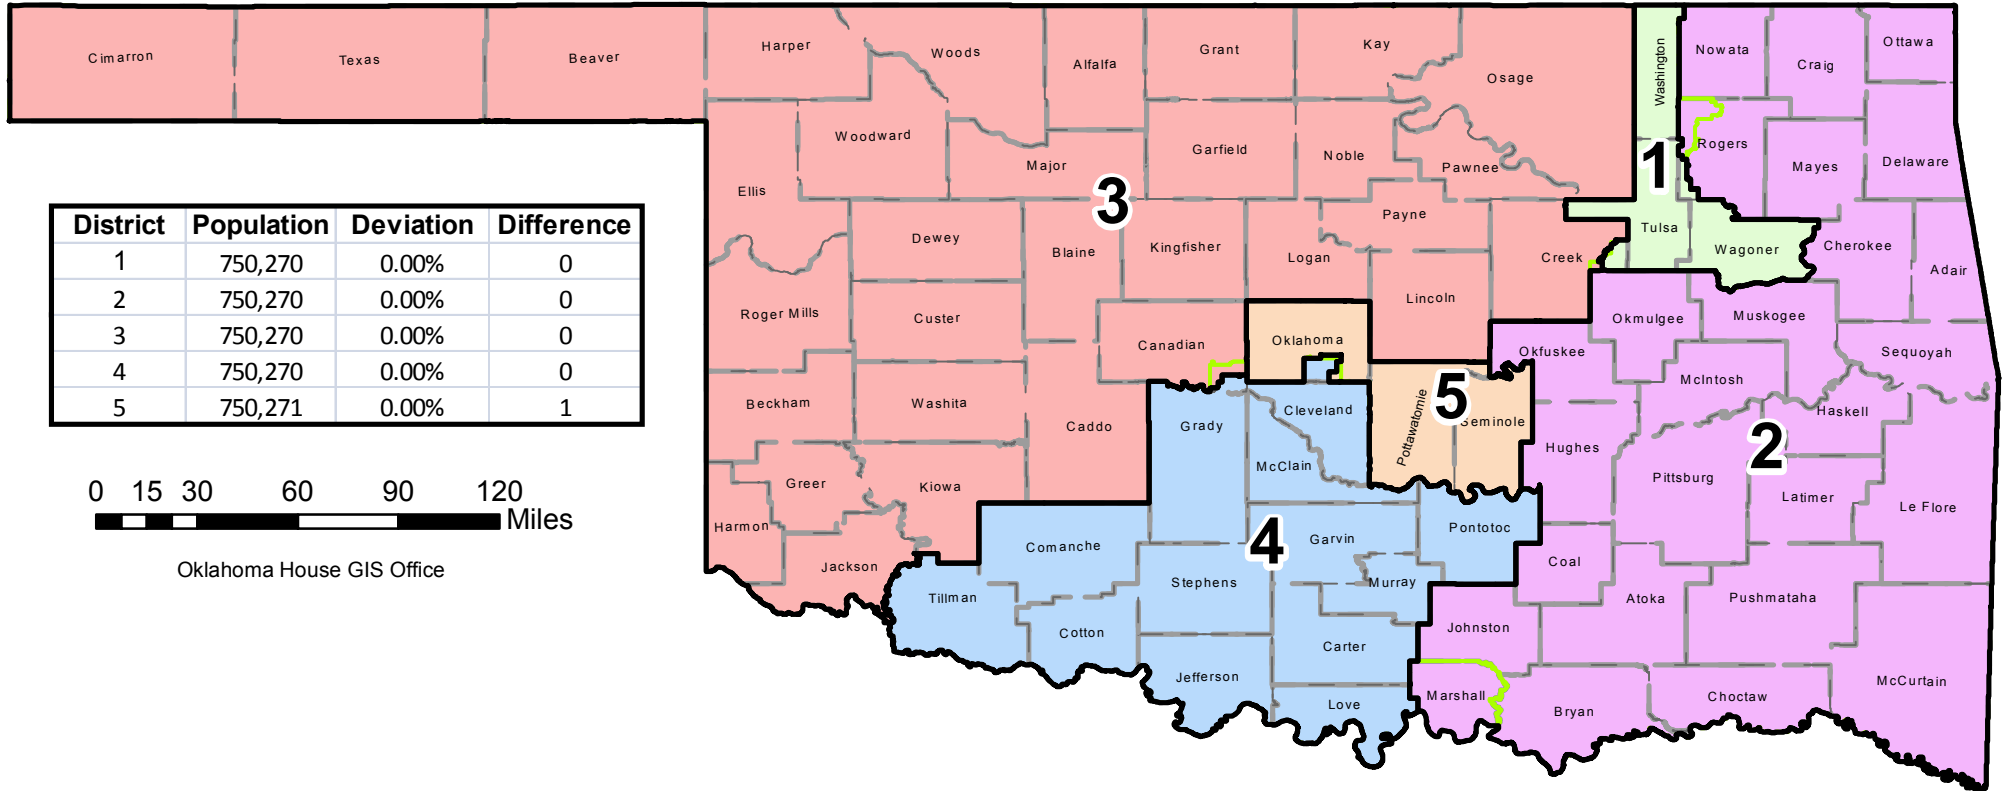 Cimarron
Texas
Beaver
Harper
Woods
Alfalfa
Grant
Kay
Osage
Washington
Nowata
Craig
Ottawa
Woodward
Major
Garfield
Noble
Pawnee
1
Rogers
Mayes
Delaware
Ellis
3
Payne
Dewey
Blaine
Kingfisher
Logan
Creek
Tulsa
Wagoner
Cherokee
Adair
District Population Deviation Difference
1 750,270 0.00% 0
2 750,270 0.00% 0
3 750,270 0.00% 0
4 750,270 0.00% 0
5 750,271 0.00% 1
Roger Mills
Custer
Lincoln
Okmulgee
Muskogee
Canadian
Oklahoma
Okfuskee
Sequoyah
McIntosh
Beckham
Washita
Caddo
Grady
Cleveland
Pottawatomie
5
Seminole
Haskell
Hughes
2
McClain
Greer
Kiowa
Pittsburg
Latimer
Le Flore
0 15 30 60 90 120
Miles
Harmon
Comanche
4
Garvin
Pontotoc
Oklahoma House GIS Office
Jackson
Coal
Tillman
Stephens
Murray
Atoka
Pushmataha
Cotton
Carter
Johnston
Jefferson
Love
Marshall
Bryan
Choctaw
McCurtain